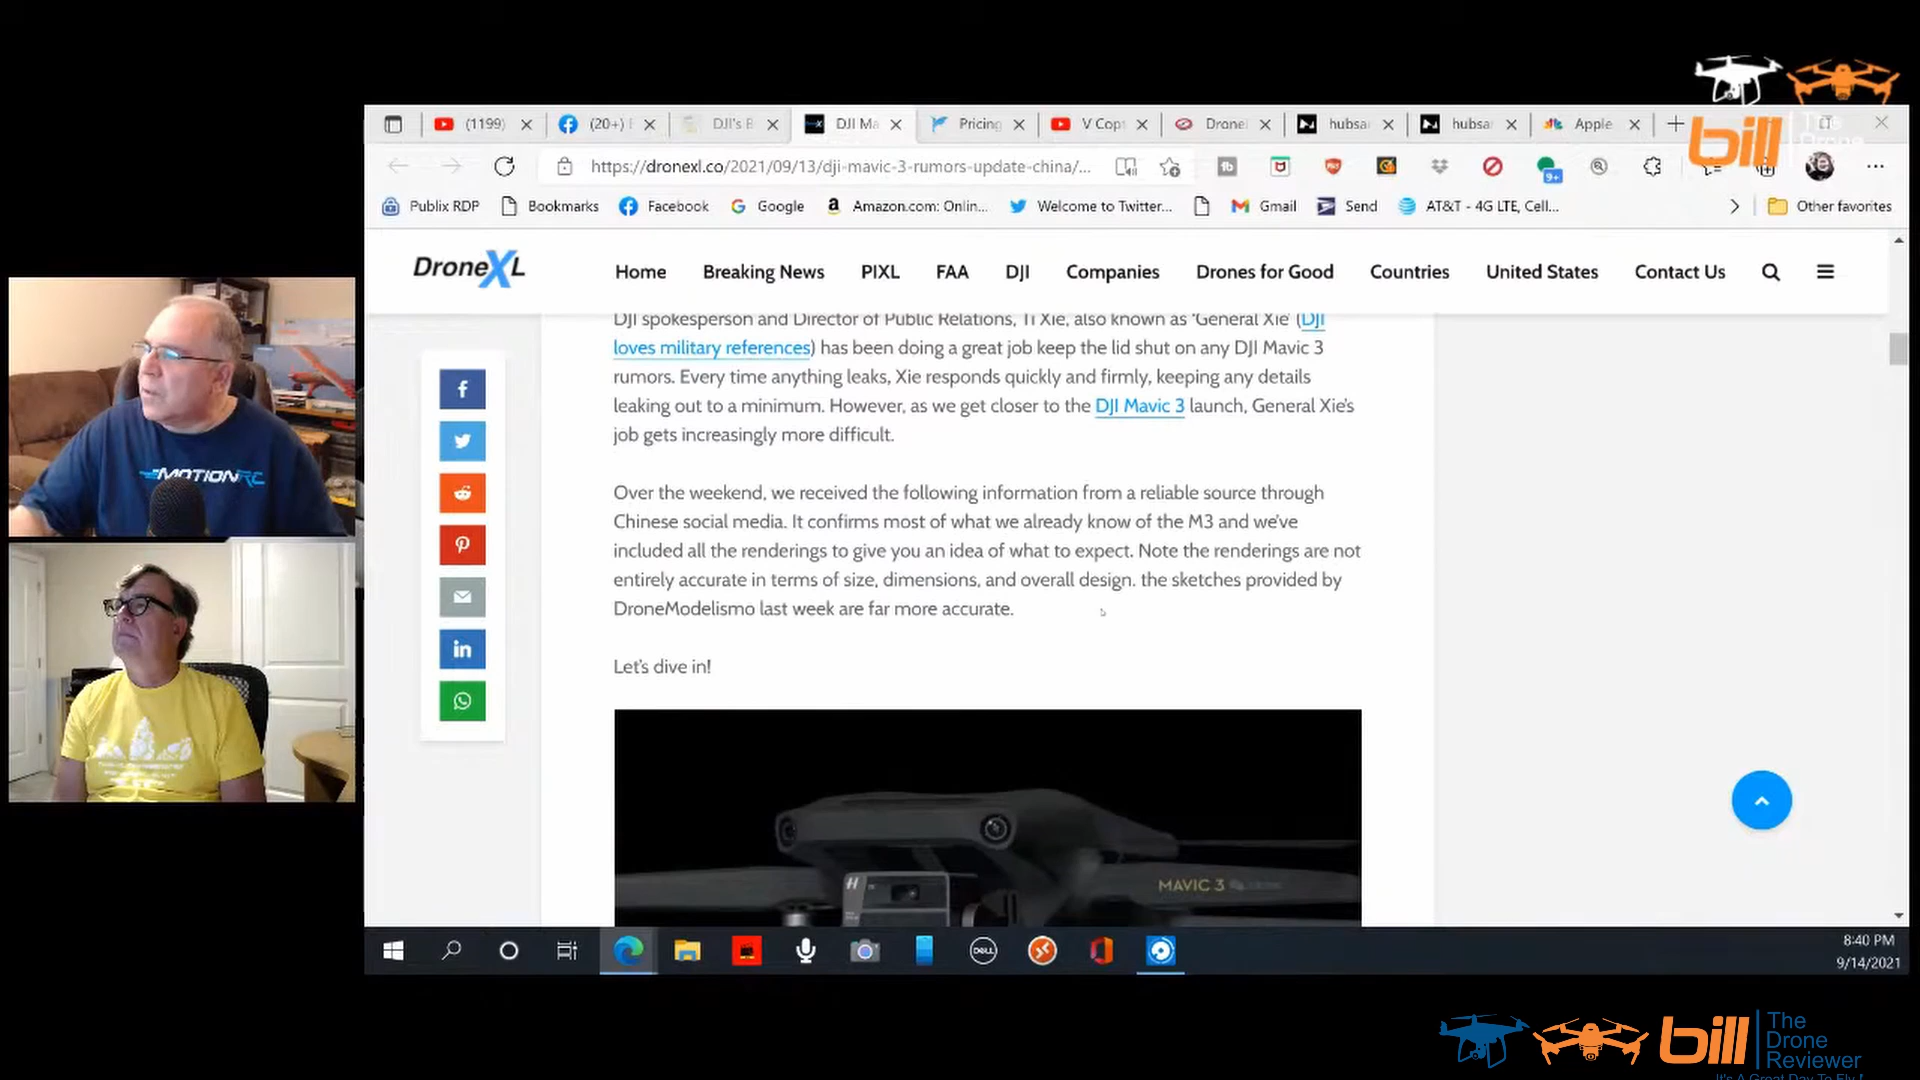 bill
The
(1199)
(20+) F
DJI's B
DJI Ma
Pricing
V Copt
Drone
hubsa
hubsa
Apple
https://dronexl.co/2021/09/13/dji-mavic-3-rumors-update-china/...
9+
Publix RDP
Bookmarks
Facebook
Google
Amazon.com: Onlin...
Welcome to Twitter...
Gmail
Send
AT&T - 4G LTE, Cell...
Other favorites
DroneXL
Home
Breaking News
PIXL
FAA
DJI
Companies
Drones for Good
Countries
United States
Contact Us
DJI spokesperson and Director of Public Relations, Ti Xie, also known as 'General Xie' (DJI
loves military references) has been doing a great job keep the lid shut on any DJI Mavic 3
rumors. Every time anything leaks, Xie responds quickly and firmly, keeping any details
leaking out to a minimum. However, as we get closer to the DJI Mavic 3 launch, General Xie's
job gets increasingly more difficult.
Over the weekend, we received the following information from a reliable source through
Chinese social media. It confirms most of what we already know of the M3 and we've
included all the renderings to give you an idea of what to expect. Note the renderings are not
entirely accurate in terms of size, dimensions, and overall design. the sketches provided by
DroneModelismo last week are far more accurate.
Let's dive in!
MAVIC 3
MOTION RC
DELL
8:40 PM
9/14/2021
bill
The
Drone
Reviewer